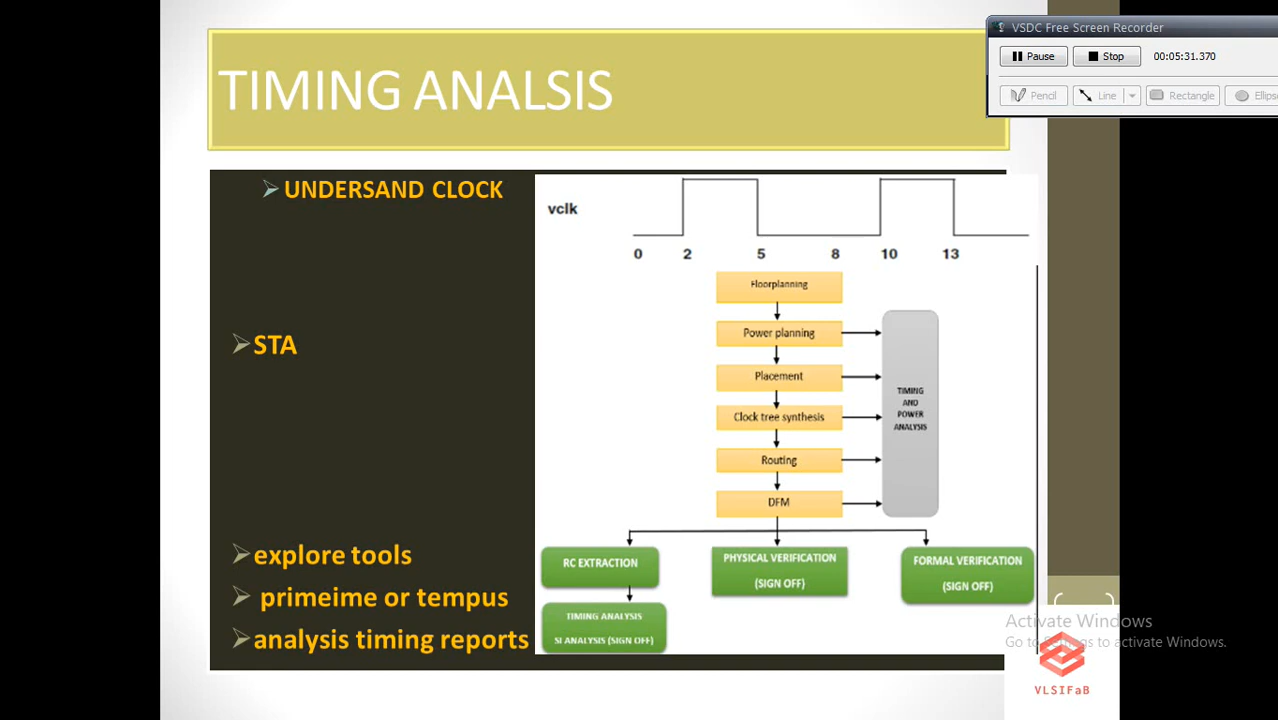 VSDC Free Screen Recorder
Pause
Stop
00:05:31.370
Pencil
Line
Rectangle
TIMING ANALSIS
UNDERSAND CLOCK
vclk
0 2 5 8 10 13
STA
Floorplanning
Power planning
Placement
Clock tree synthesis
Routing
DFM
TIMING
AND
POWER
ANALYSIS
RC EXTRACTION
PHYSICAL VERIFICATION
(SIGN OFF)
FORMAL VERIFICATION
(SIGN OFF)
TIMING ANALYSIS
SI ANALYSIS (SIGN OFF)
explore tools
primeime or tempus
analysis timing reports
Activate Windows
Go to Settings to activate Windows.
VLSIFaB